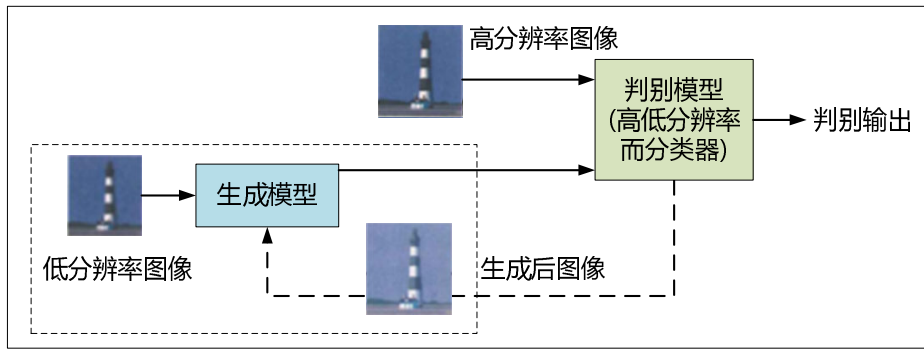 高分辨率图像
判别模型
(高低分辨率
而分类器)
判别输出
生成模型
低分辨率图像
生成后图像